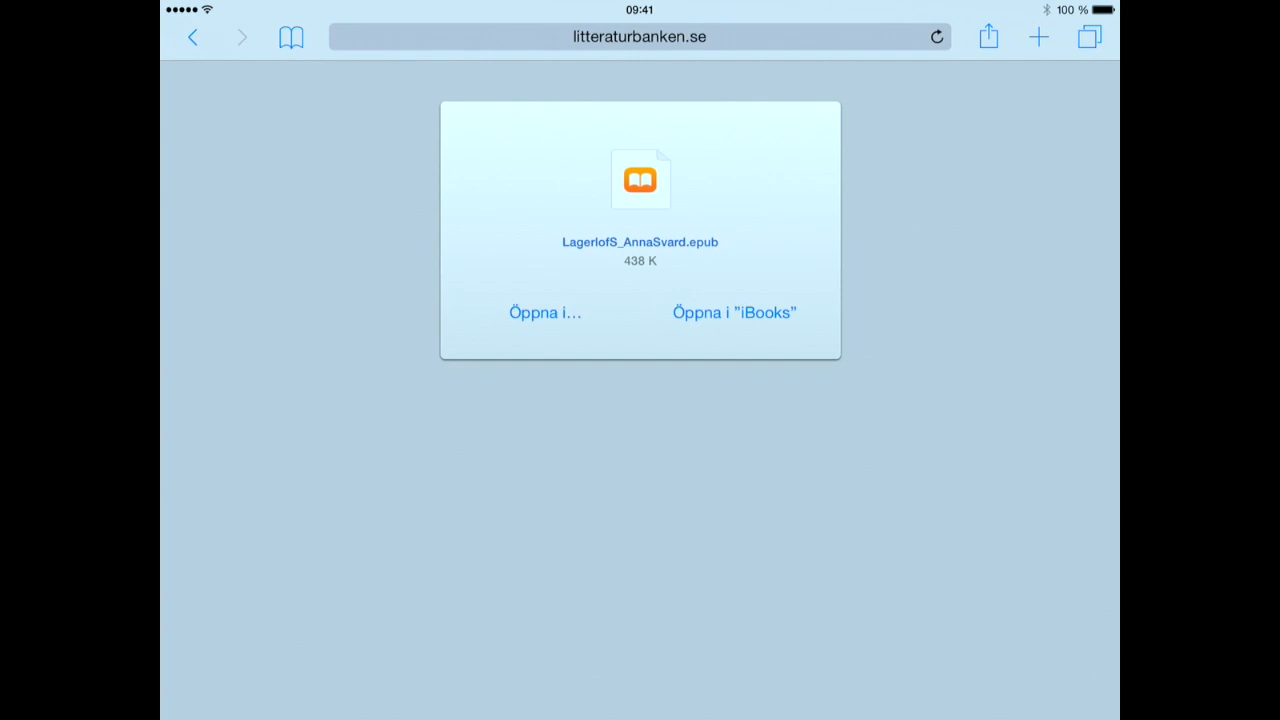 09:41
100 %
litteraturbanken.se
LagerlofS_AnnaSvard.epub
438 K
Öppna i…
Öppna i ”iBooks”